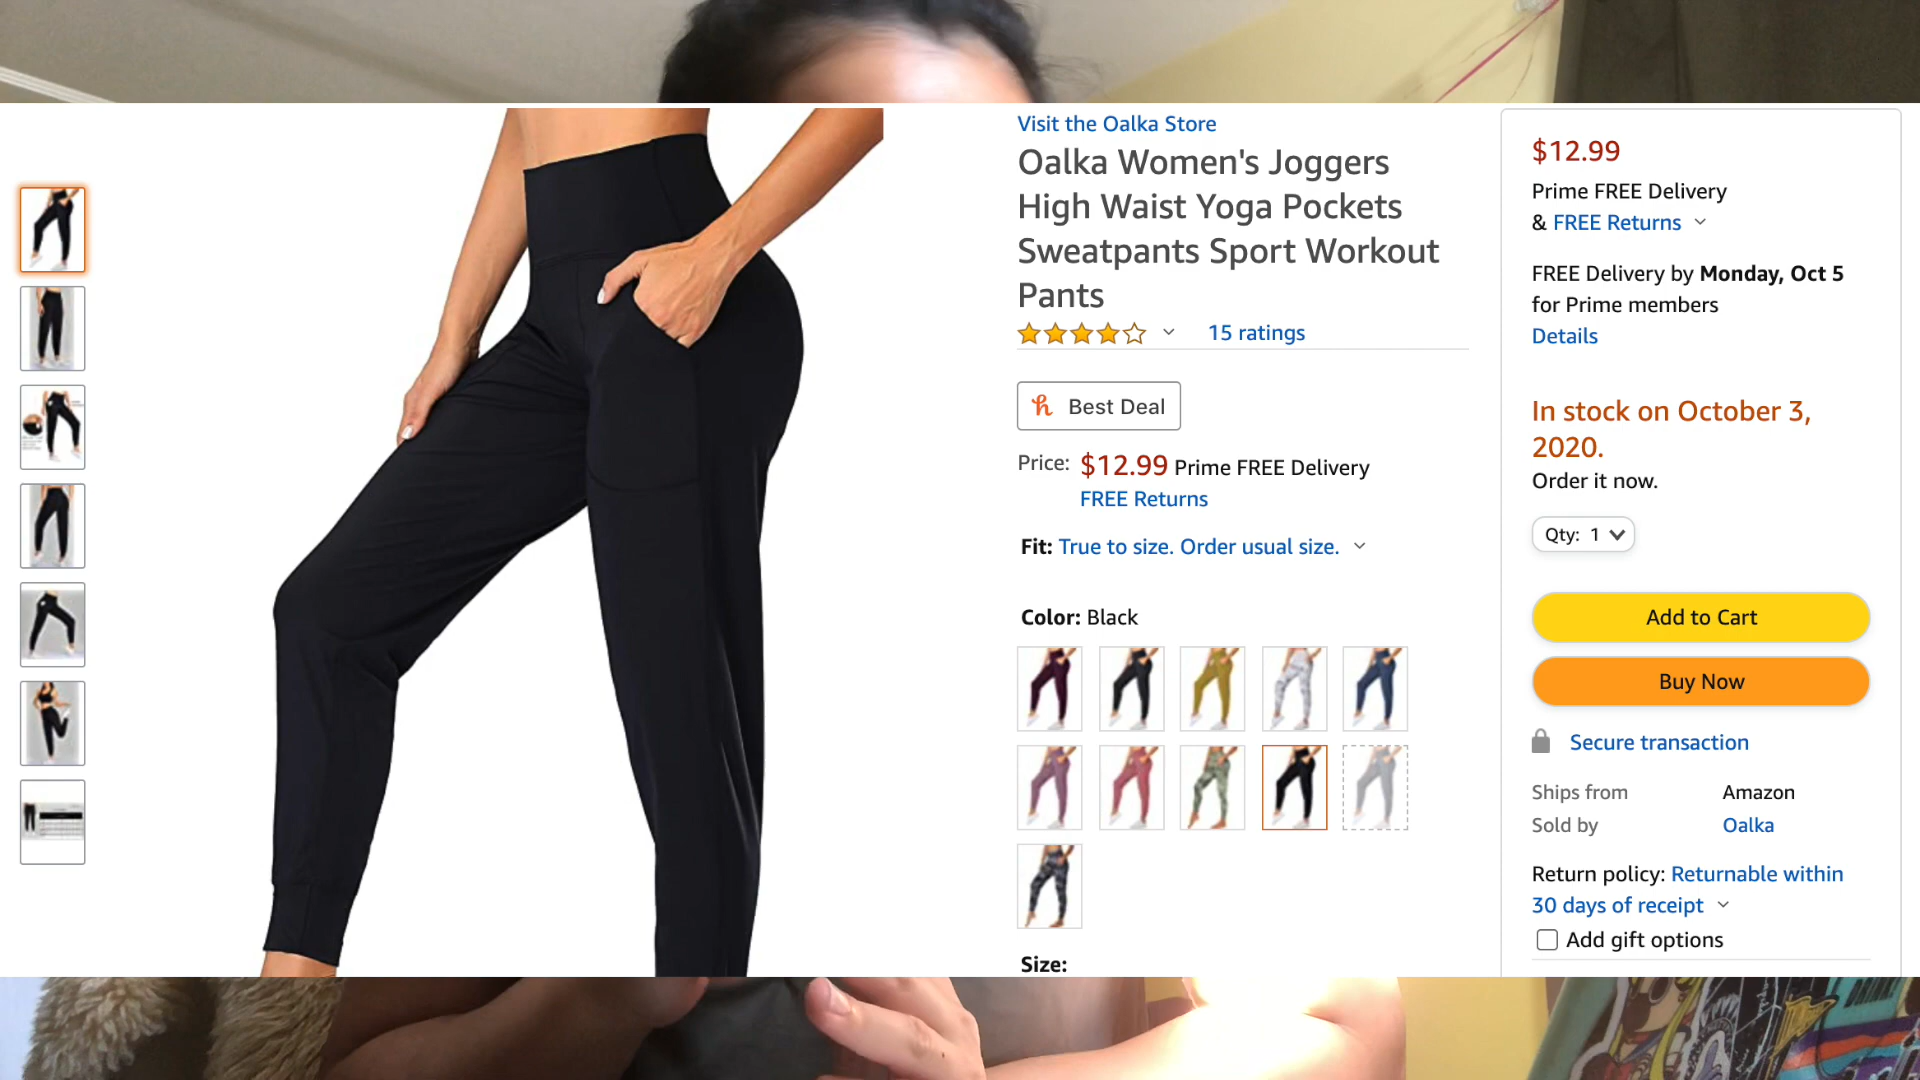 Visit the Oalka Store
Oalka Women's Joggers
High Waist Yoga Pockets
Sweatpants Sport Workout
Pants
15 ratings
Best Deal
Price: $12.99 Prime FREE Delivery
FREE Returns
Fit: True to size. Order usual size.
Color: Black
Size:
$12.99
Prime FREE Delivery
& FREE Returns
FREE Delivery by Monday, Oct 5
for Prime members
Details
In stock on October 3,
2020.
Order it now.
Qty: 1
Add to Cart
Buy Now
Secure transaction
Ships from Amazon
Sold by Oalka
Return policy: Returnable within
30 days of receipt
Add gift options